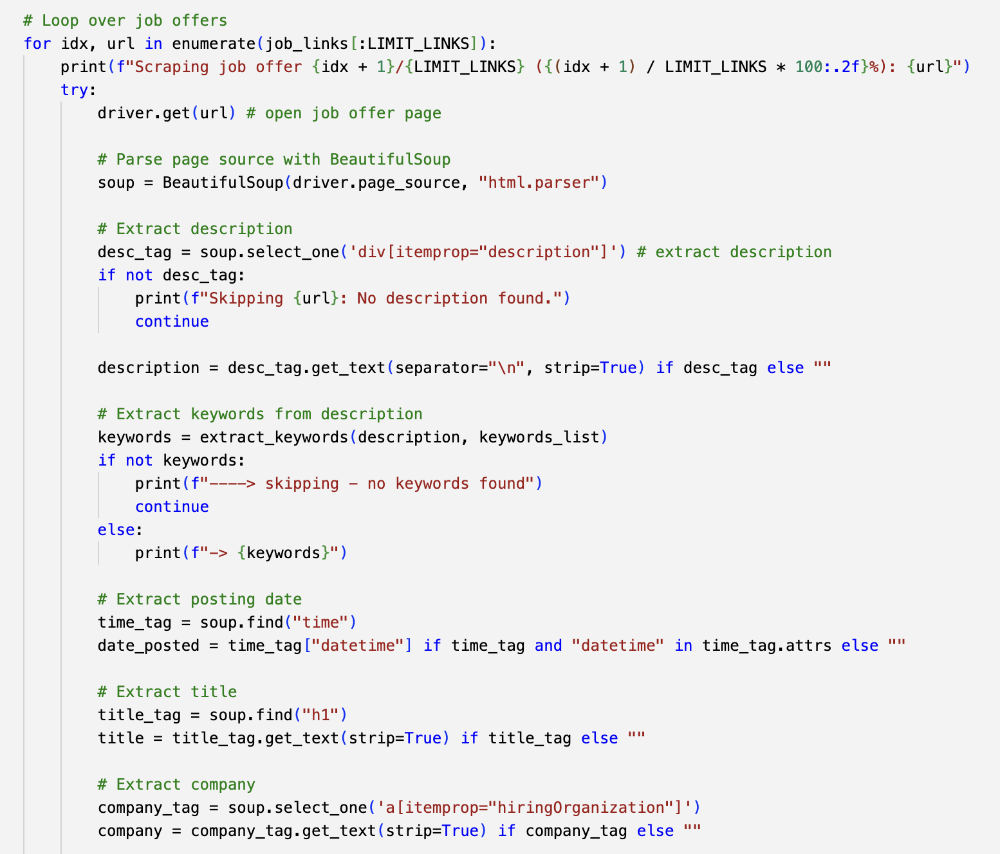 # Loop over job offers
for idx, url in enumerate(job_links[:LIMIT_LINKS]):
    print(f"Scraping job offer {idx + 1}/{LIMIT_LINKS} ({(idx + 1) / LIMIT_LINKS * 100:.2f}%): {url}")
    try:
        driver.get(url) # open job offer page

        # Parse page source with BeautifulSoup
        soup = BeautifulSoup(driver.page_source, "html.parser")

        # Extract description
        desc_tag = soup.select_one('div[itemprop="description"]') # extract description
        if not desc_tag:
            print(f"Skipping {url}: No description found.")
            continue

        description = desc_tag.get_text(separator="\n", strip=True) if desc_tag else ""

        # Extract keywords from description
        keywords = extract_keywords(description, keywords_list)
        if not keywords:
            print(f"----> skipping - no keywords found")
            continue
        else:
            print(f"-> {keywords}")

        # Extract posting date
        time_tag = soup.find("time")
        date_posted = time_tag["datetime"] if time_tag and "datetime" in time_tag.attrs else ""

        # Extract title
        title_tag = soup.find("h1")
        title = title_tag.get_text(strip=True) if title_tag else ""

        # Extract company
        company_tag = soup.select_one('a[itemprop="hiringOrganization"]')
        company = company_tag.get_text(strip=True) if company_tag else ""